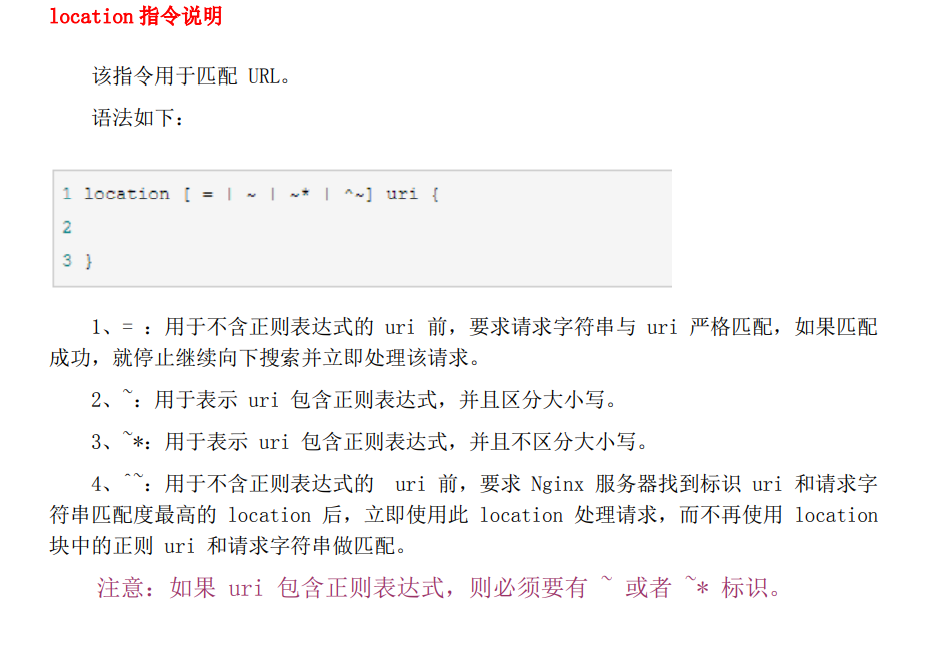 location 指令说明
该指令用于匹配 URL。
语法如下：
1 location [ = | ~ | ~* | ^~] uri {
2
3 }
1、= ：用于不含正则表达式的 uri 前，要求请求字符串与 uri 严格匹配，如果匹配
成功，就停止继续向下搜索并立即处理该请求。
2、~：用于表示 uri 包含正则表达式，并且区分大小写。
3、~*：用于表示 uri 包含正则表达式，并且不区分大小写。
4、^~：用于不含正则表达式的 uri 前，要求 Nginx 服务器找到标识 uri 和请求字
符串匹配度最高的 location 后，立即使用此 location 处理请求，而不再使用 location
块中的正则 uri 和请求字符串做匹配。
注意：如果 uri 包含正则表达式，则必须要有 ~ 或者 ~* 标识。